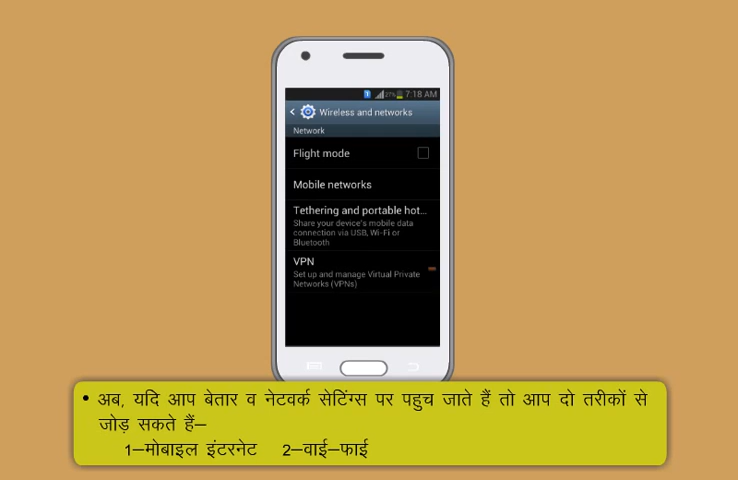 27% 7:18 AM
Wireless and networks
Network
Flight mode
Mobile networks
Tethering and portable hot...
Share your device's mobile data
connection via USB, Wi-Fi or
Bluetooth
VPN
Set up and manage Virtual Private
Networks (VPNs)
• अब, यदि आप बेतार व नेटवर्क सेटिंग्स पर पहुच जाते हैं तो आप दो तरीकों से
जोड़ सकते हैं–
1–मोबाइल इंटरनेट 2–वाई–फाई